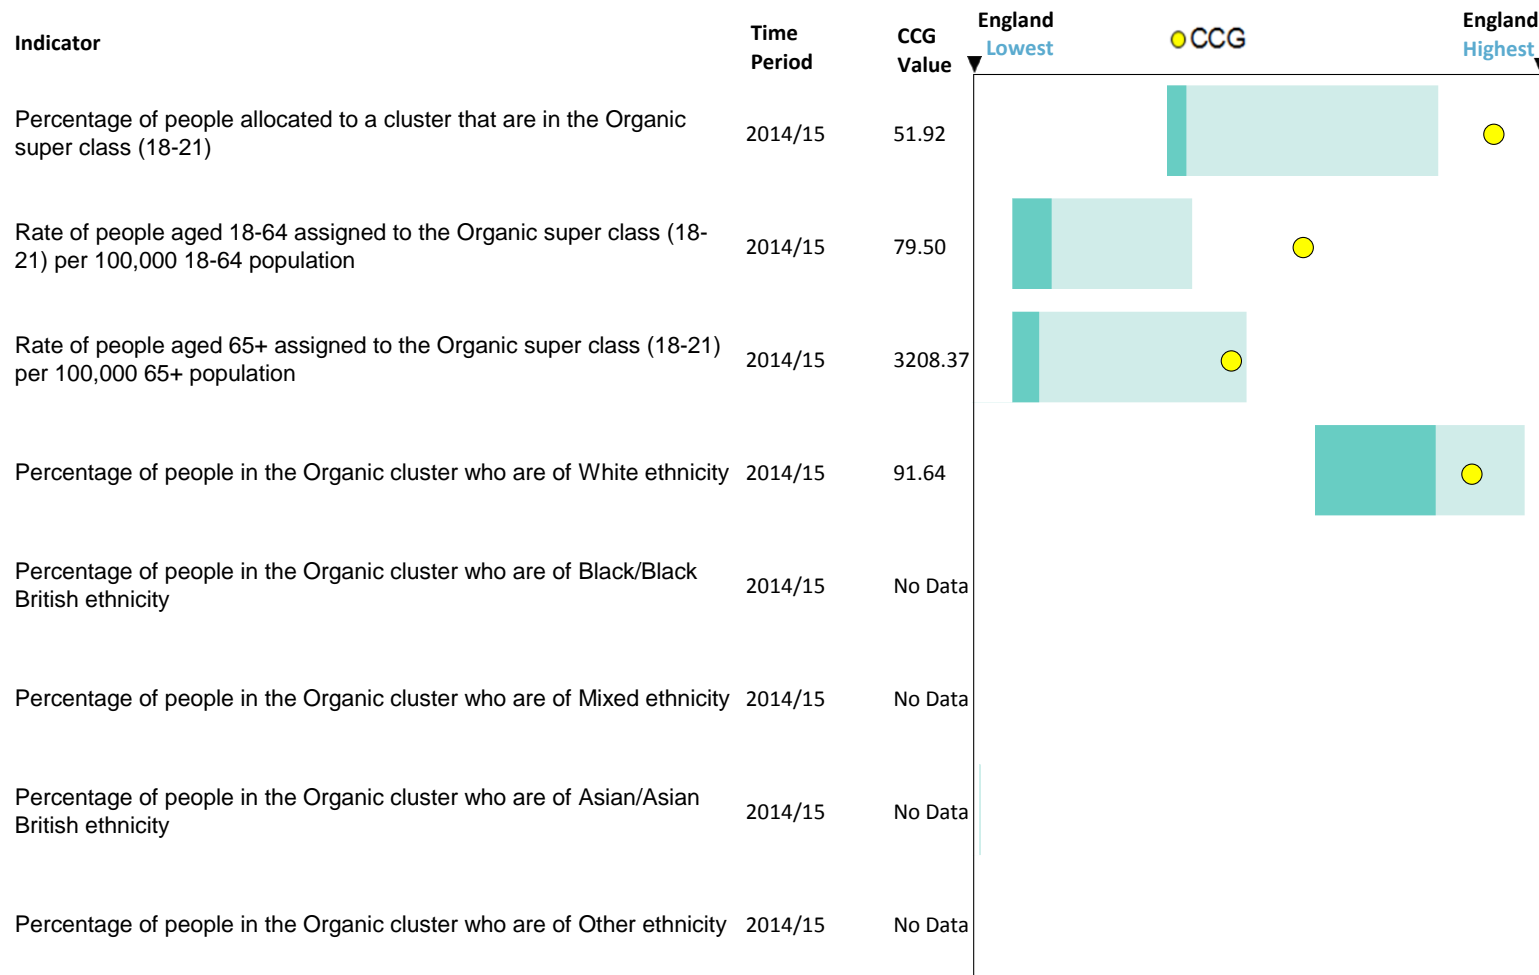 Indicator
Time
Period
CCG
Value
England
Lowest
CCG
England
Highest
Percentage of people allocated to a cluster that are in the Organic
super class (18-21)
2014/15
51.92
Rate of people aged 18-64 assigned to the Organic super class (18-
21) per 100,000 18-64 population
2014/15
79.50
Rate of people aged 65+ assigned to the Organic super class (18-21)
per 100,000 65+ population
2014/15
3208.37
Percentage of people in the Organic cluster who are of White ethnicity
2014/15
91.64
Percentage of people in the Organic cluster who are of Black/Black
British ethnicity
2014/15
No Data
Percentage of people in the Organic cluster who are of Mixed ethnicity
2014/15
No Data
Percentage of people in the Organic cluster who are of Asian/Asian
British ethnicity
2014/15
No Data
Percentage of people in the Organic cluster who are of Other ethnicity
2014/15
No Data